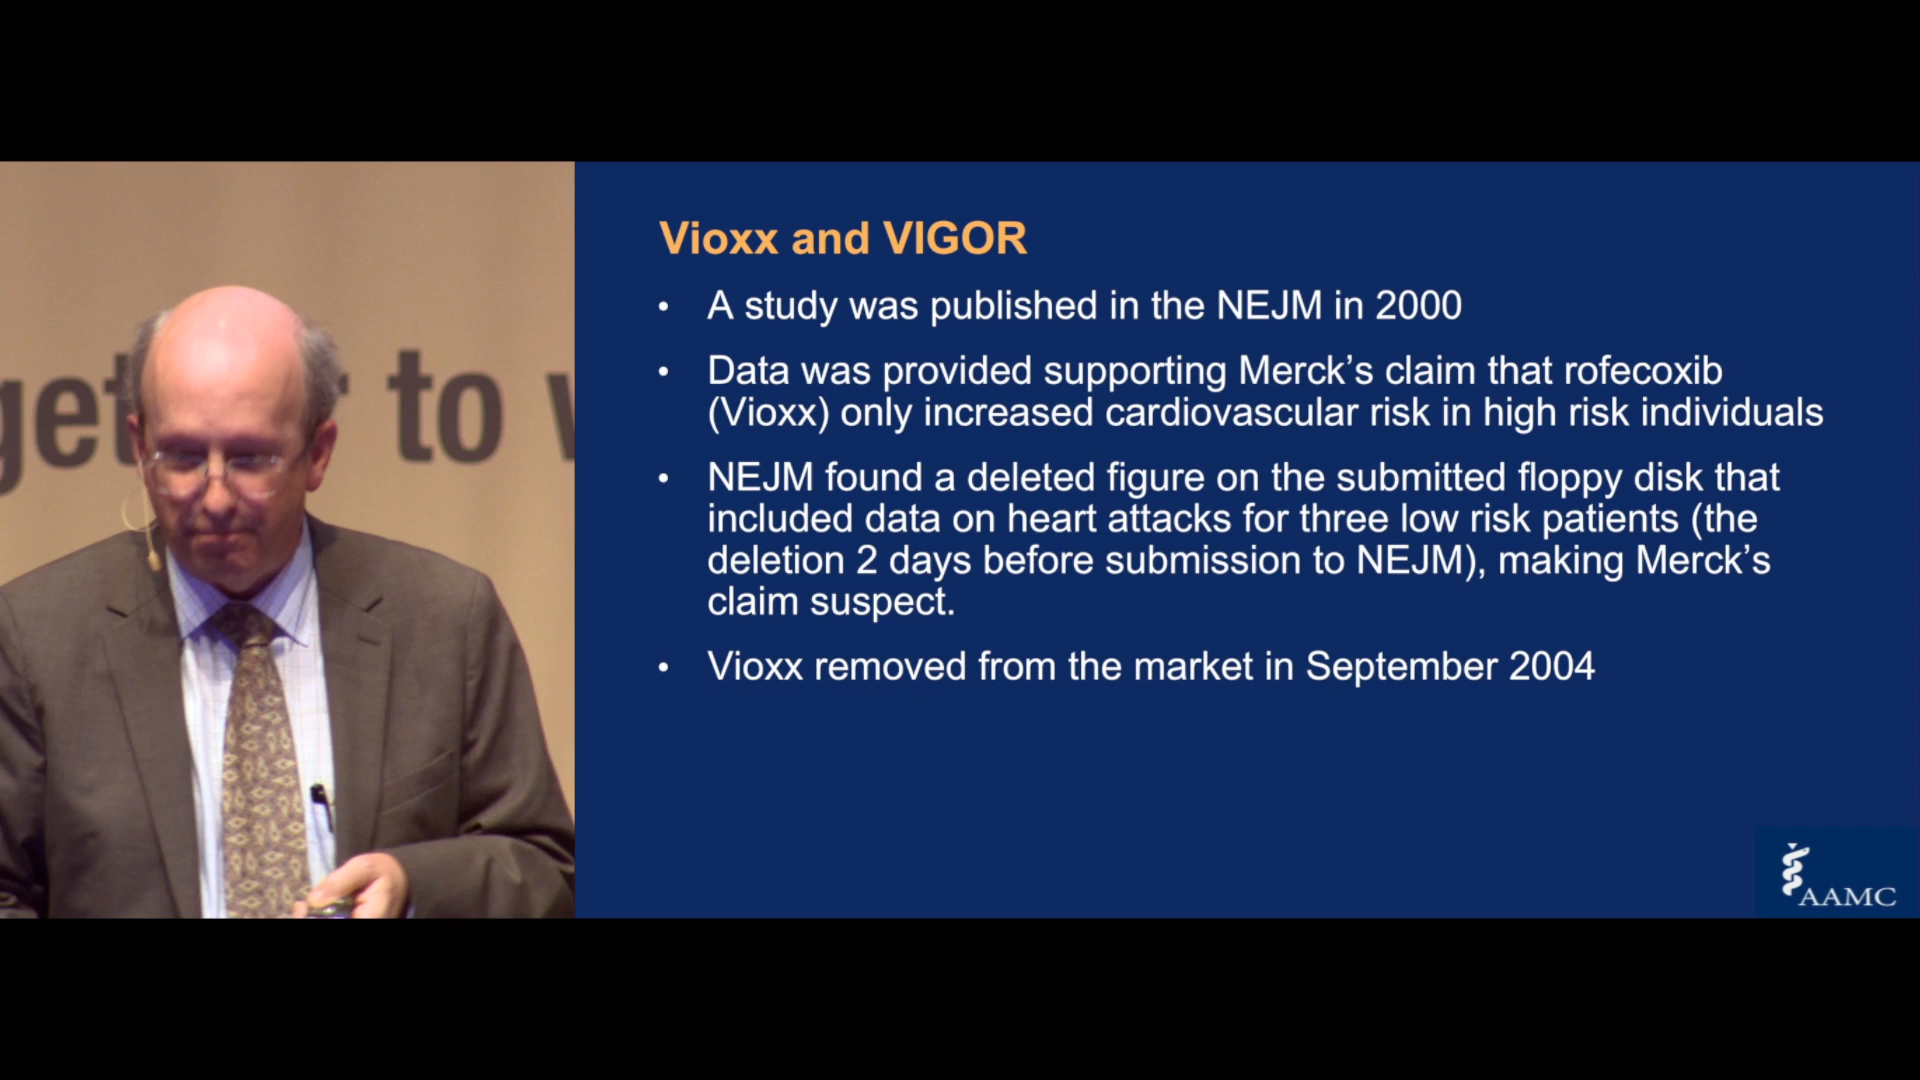 get
to
Vioxx and VIGOR
• A study was published in the NEJM in 2000
• Data was provided supporting Merck’s claim that rofecoxib
(Vioxx) only increased cardiovascular risk in high risk individuals
• NEJM found a deleted figure on the submitted floppy disk that
included data on heart attacks for three low risk patients (the
deletion 2 days before submission to NEJM), making Merck’s
claim suspect.
• Vioxx removed from the market in September 2004
AAMC